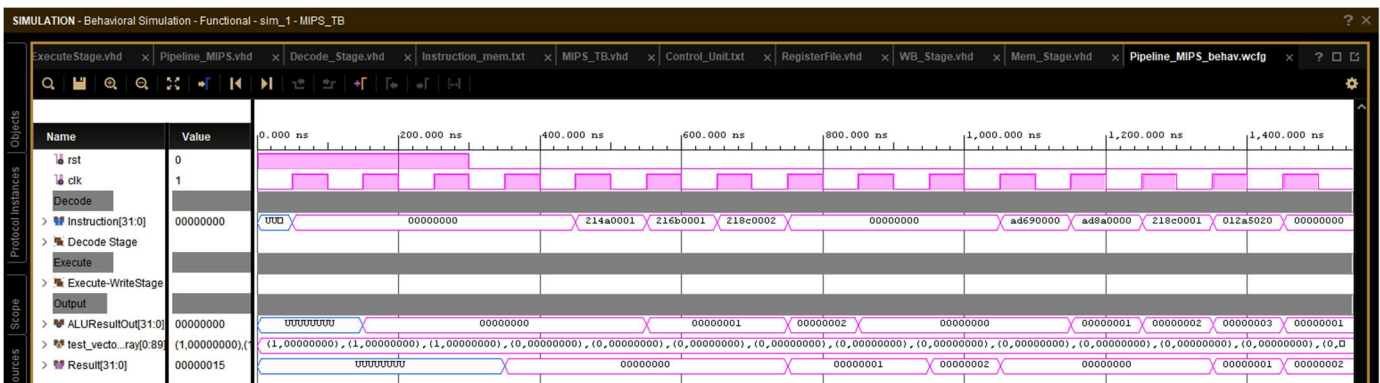 SIMULATION - Behavioral Simulation - Functional - sim_1 - MIPS_TB ? ×
ExecuteStage.vhd × Pipeline_MIPS.vhd × Decode_Stage.vhd × Instruction_mem.txt × MIPS_TB.vhd × Control_Unit.txt × RegisterFile.vhd × WB_Stage.vhd × Mem_Stage.vhd × Pipeline_MIPS_behav.wcfg × ?
Objects
Protocol Instances
Scope
Name Value 0.000 ns 200.000 ns 400.000 ns 600.000 ns 800.000 ns 1,000.000 ns 1,200.000 ns 1,400.000 ns
rst 0
clk 1
Decode
Instruction[31:0] 00000000 UU 00000000 214a0001 216b0001 218c0002 00000000 ad690000 ad8a0000 218c0001 012a5020 00000000
Decode Stage
Execute
Execute-WriteStage
Output
ALUResultOut[31:0] 00000000 UUUUUUUU 00000000 00000001 00000002 00000000 00000001 00000002 00000003 00000001
test_vecto...ray[0:89] (1,00000000),(1 (1,00000000),(1,00000000),(1,00000000),(0,00000000),(0,00000000),(0,00000000),(0,00000000),(0,00000000),(0,00000000),(0,00000000),(0,00000000),(0,00000000),(0,00000000),(0,
Result[31:0] 00000015 UUUUUUUU 00000000 00000001 00000002 00000000 00000001 00000002